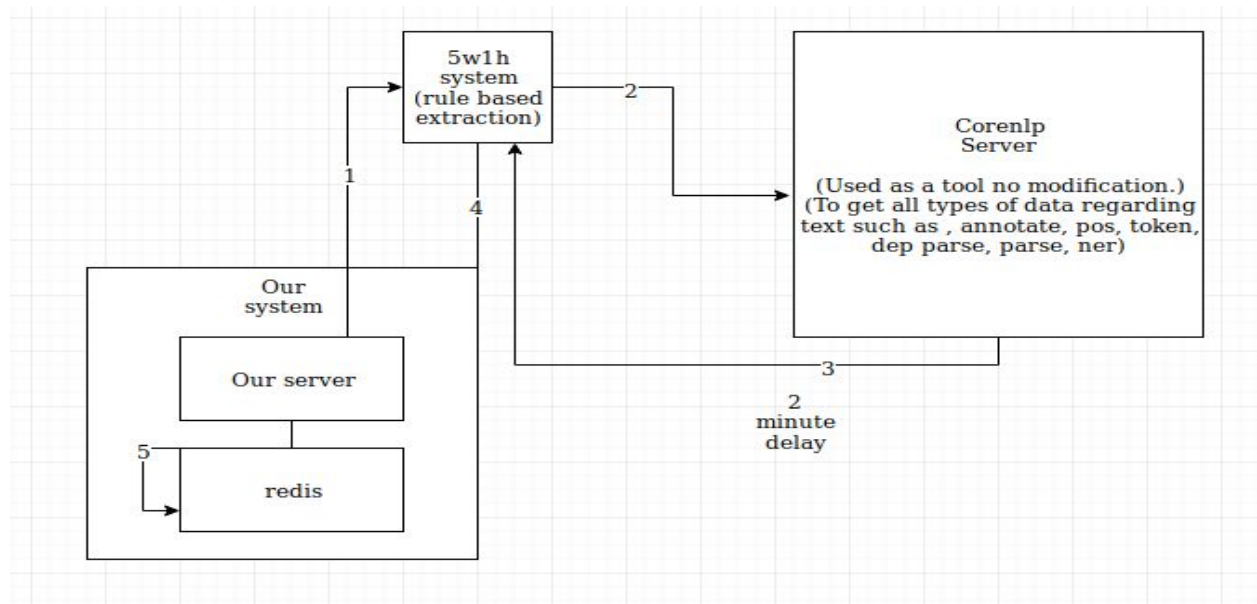 5w1h
system
(rule based
extraction)
2
Corenlp
Server
(Used as a tool no modification.)
(To get all types of data regarding
text such as , annotate, pos, token,
dep parse, parse, ner)
1
4
Our
system
Our server
3
2
minute
delay
5
redis